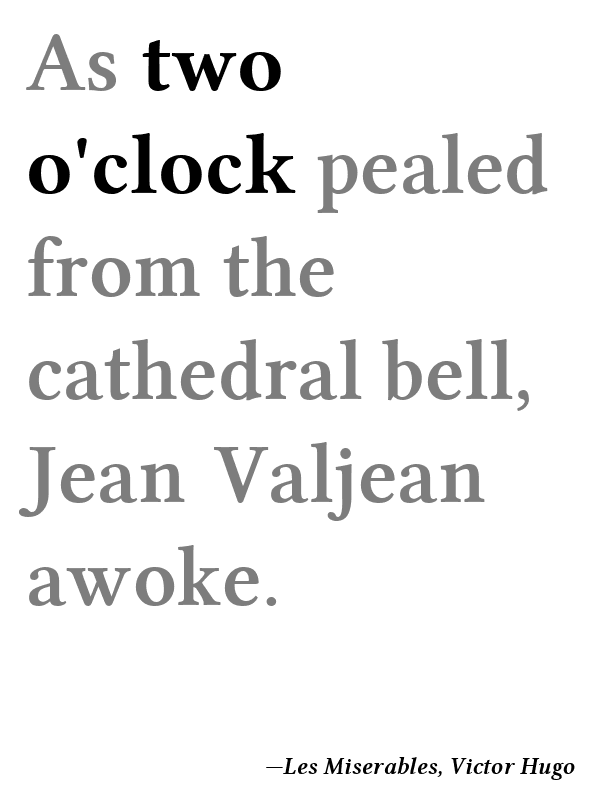 As two
o'clock pealed
from the
cathedral bell,
Jean Valjean
awoke.
—Les Miserables, Victor Hugo